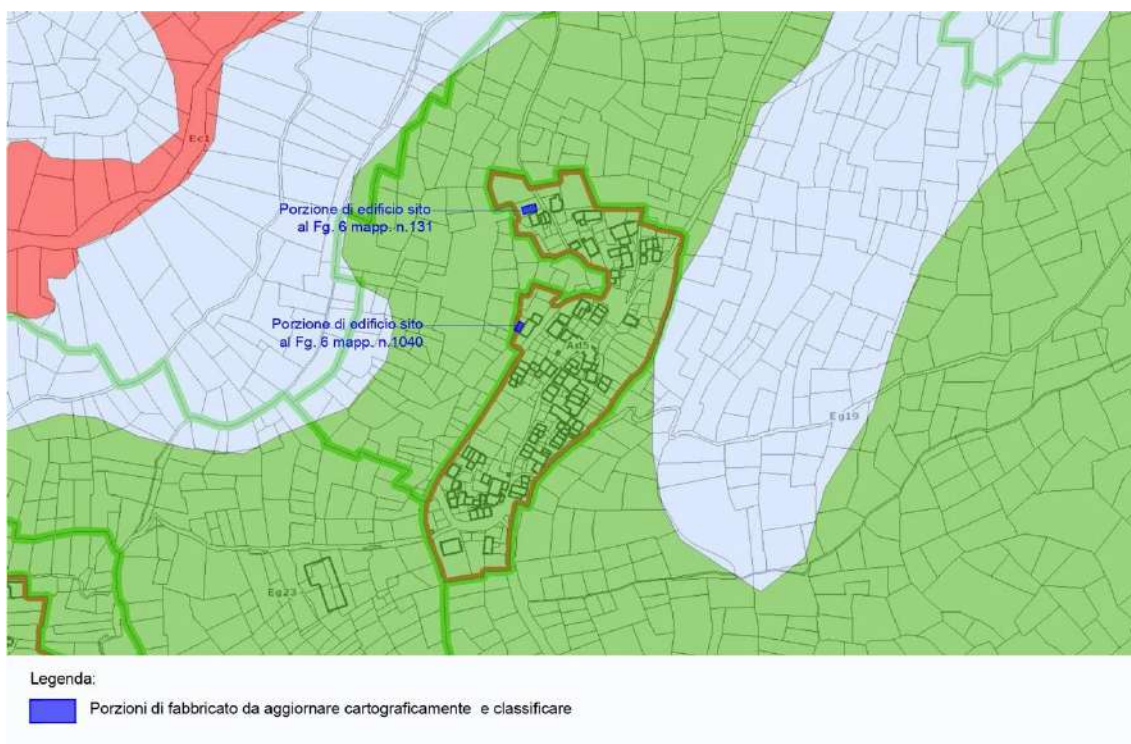 Ec1
Porzione di edificio sito
al Fg. 6 mapp. n.131
Porzione di edificio sito
al Fg. 6 mapp. n.1040
Eg19
Eg23
Legenda:
Porzioni di fabbricato da aggiornare cartograficamente e classificare